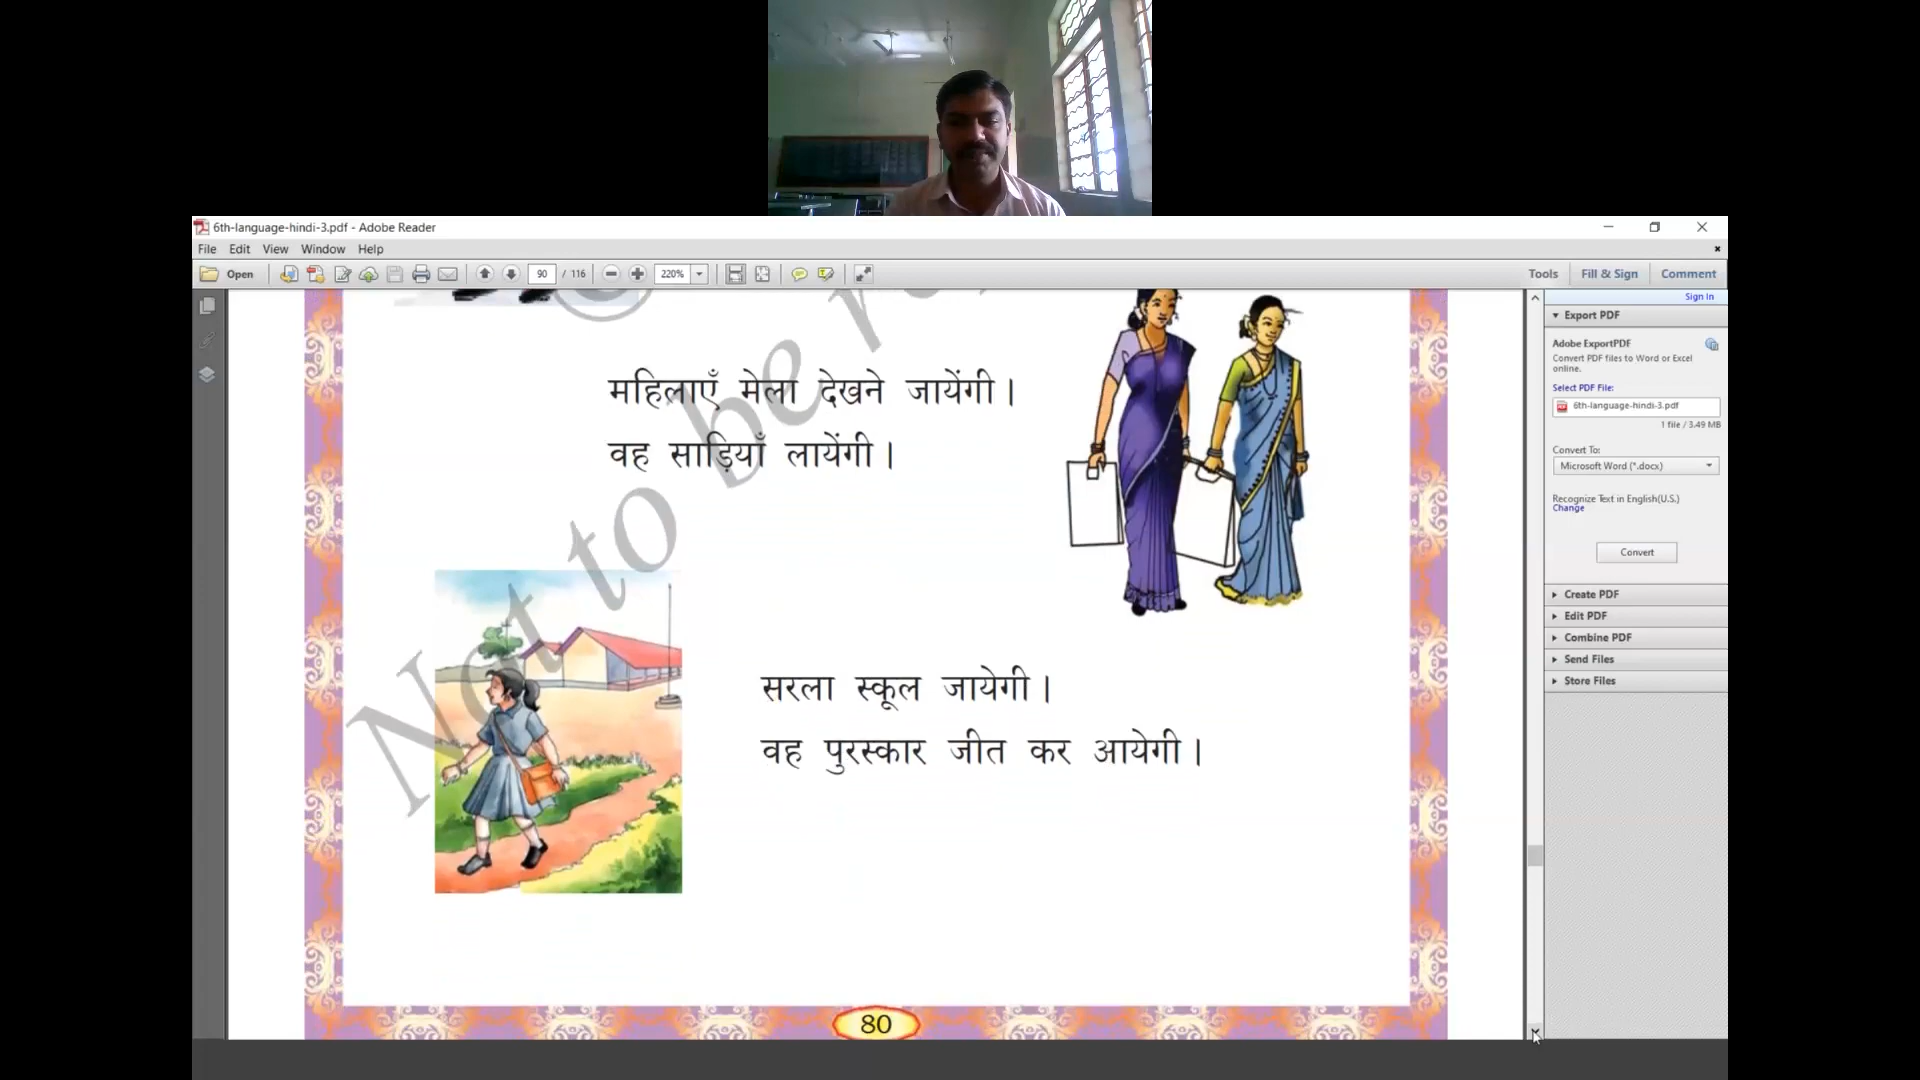 6th-language-hindi-3.pdf - Adobe Reader
File Edit View Window Help
Open 90 / 116 220% Tools Fill & Sign Comment
Sign In
Export PDF
Adobe ExportPDF
Convert PDF files to Word or Excel
online.
Select PDF File:
6th-language-hindi-3.pdf
1 file / 3.49 MB
Convert To:
Microsoft Word (*.docx)
Recognize Text in English(U.S.)
Change
Convert
Create PDF
Edit PDF
Combine PDF
Send Files
Store Files
महिलाएँ मेला देखने जायेंगी।
वह साड़ियाँ लायेंगी।
सरला स्कूल जायेगी।
वह पुरस्कार जीत कर आयेगी।
Not to be
80